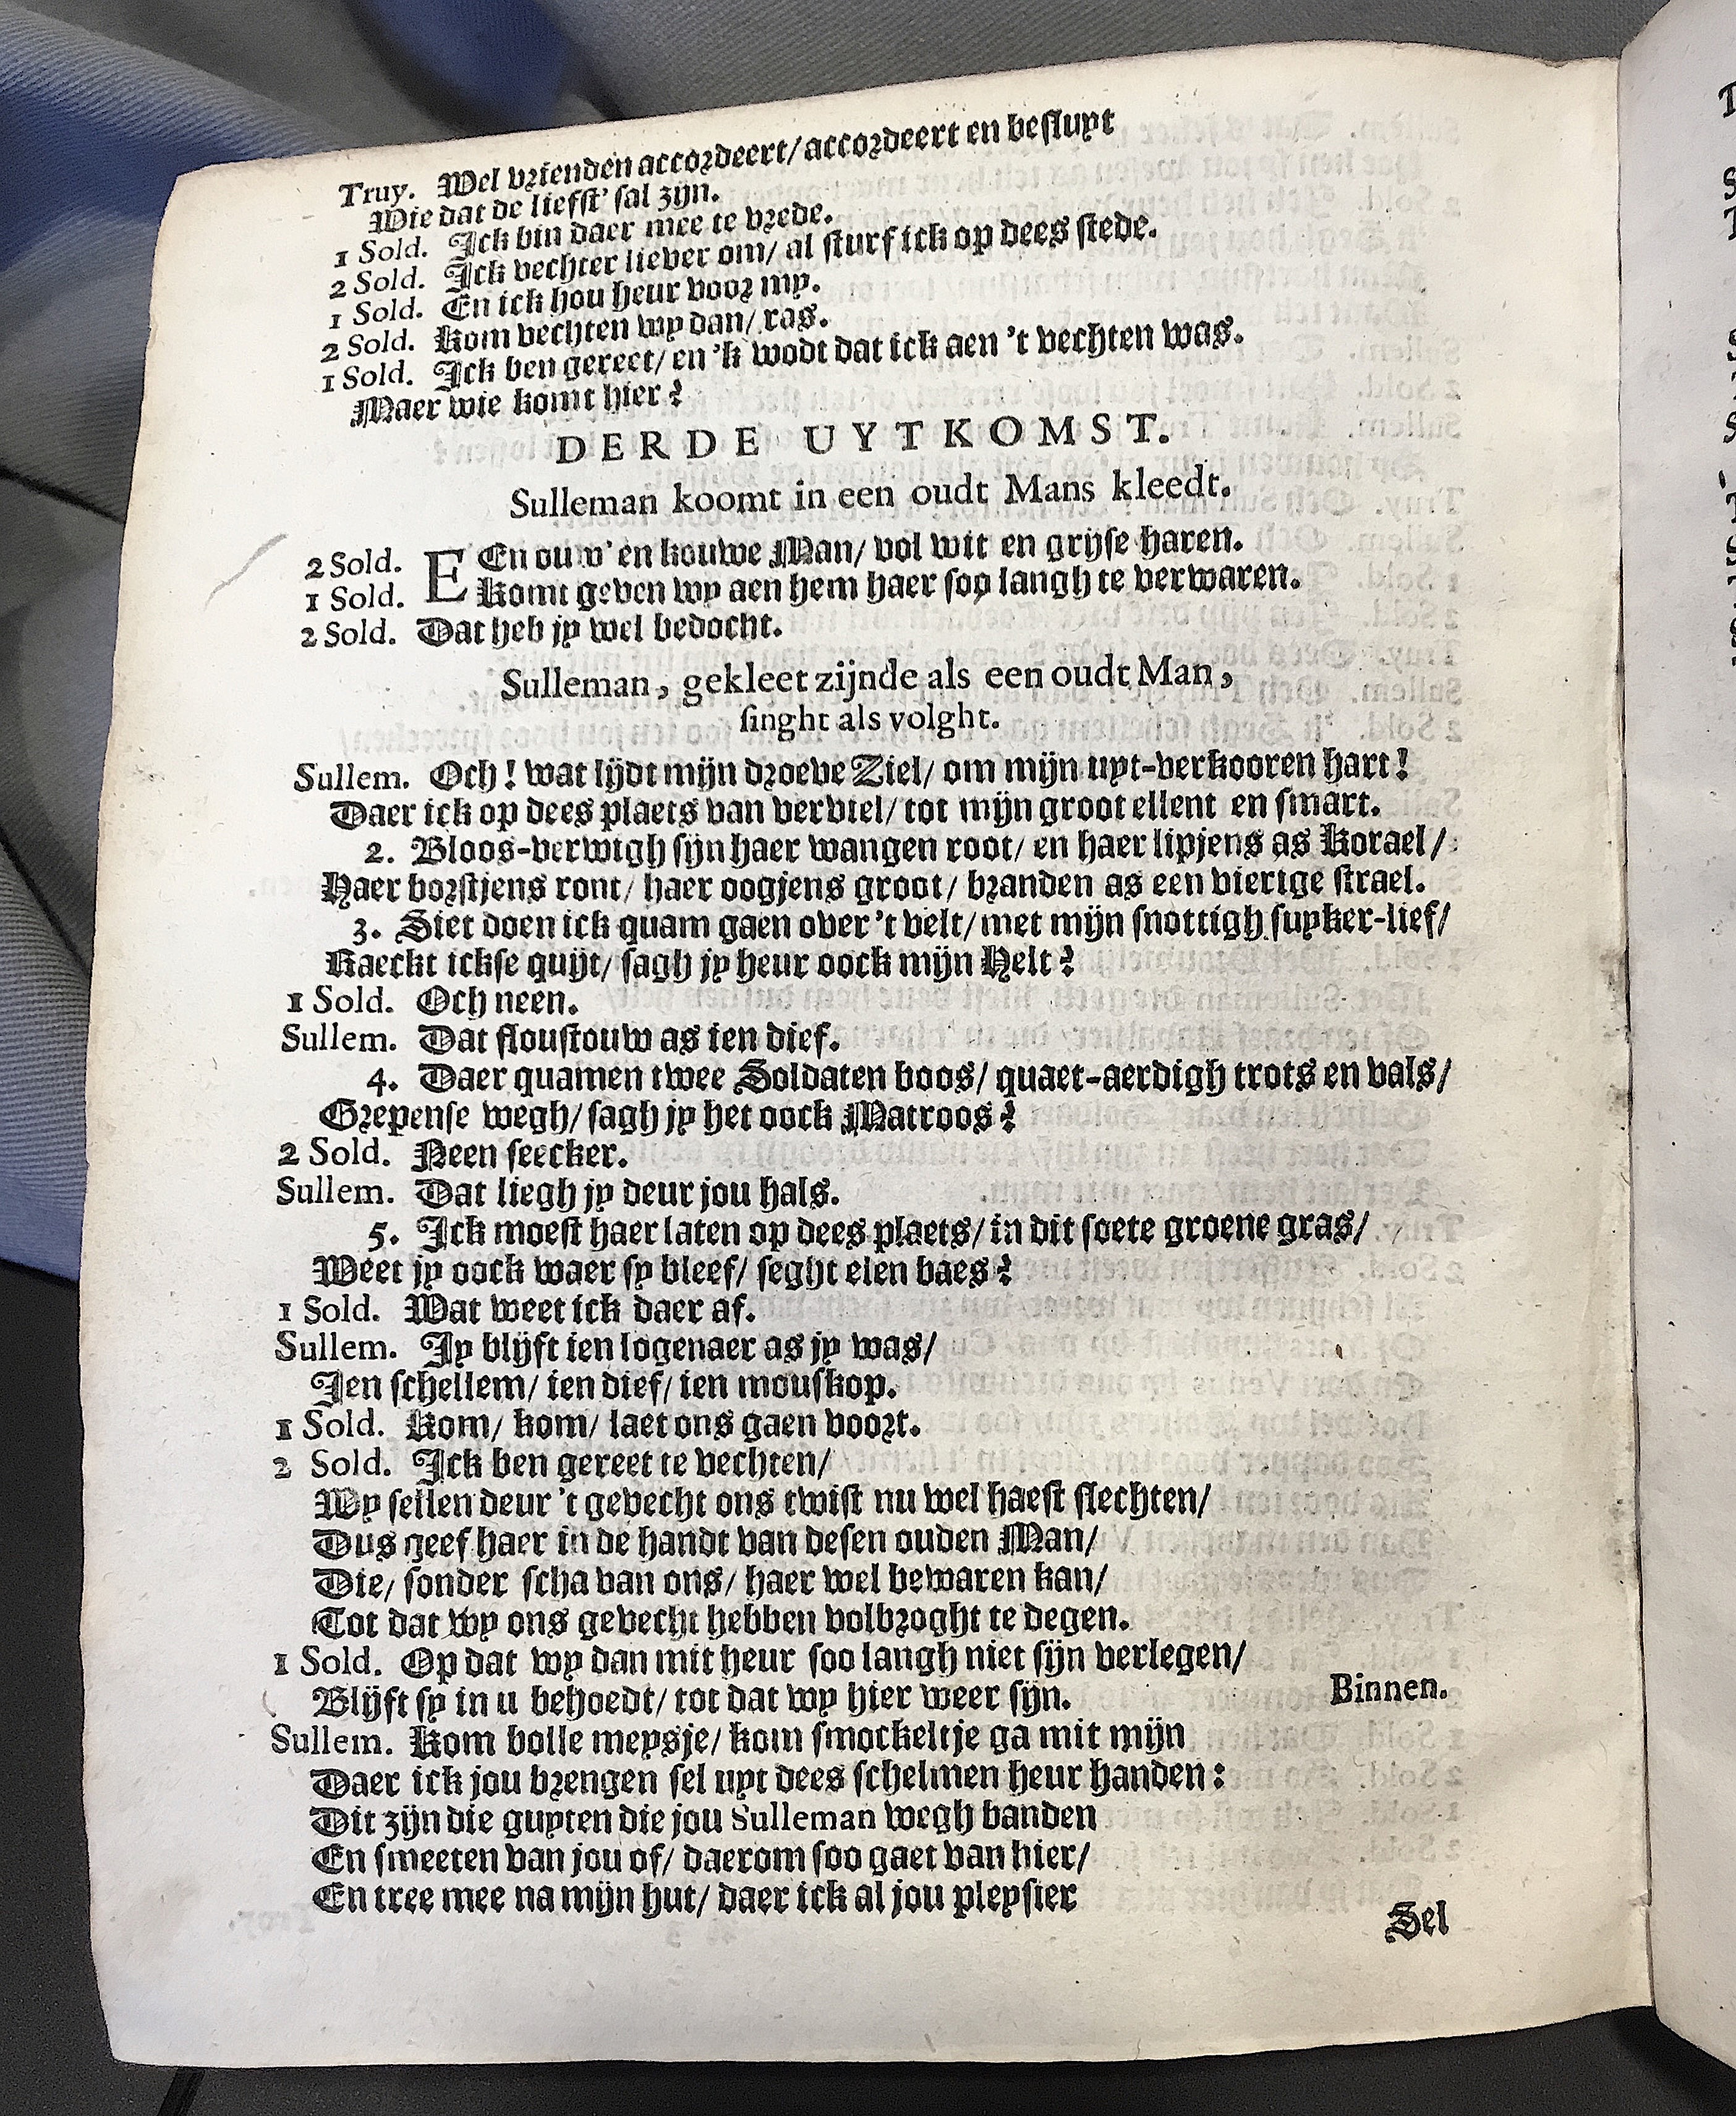 Truy. Wel vrienden accordeert/ accordeert en besluyt
Wie dat de liefst' sal zijn.
1 Sold. Ick bin daer mee te vrede.
2 Sold. Ick vechter liever om/ al sturf ick op dees stede.
1 Sold. En ick hou heur voor my.
2 Sold. Kom vechten wy dan/ ras.
1 Sold. Ick ben gereet/ en 'k wodt dat ick aen 't vechten was.
Maer wie komt hier?
DERDE UYTKOMST.
Sulleman koomt in een oudt Mans kleedt.
2 Sold. EEn ouw' en kouwe Man/ vol wit en grijse haren.
1 Sold. Komt geven wy aen hem haer soo langh te verwaren.
2 Sold. Dat heb jy wel bedocht.
Sulleman, gekleet zijnde als een oudt Man,
singht als volght.
Sullem. Och! wat lijdt mijn droeve Ziel/ om mijn uyt-verkooren hart!
Daer ick op dees plaets van verviel/ tot mijn groot ellent en smart.
2. Bloos-verwigh sijn haer wangen root/ en haer lipjens as Korael/
Haer borstjens ront/ haer oogjens groot/ branden as een vierige strael.
3. Siet doen ick quam gaen over 't velt/ met mijn snottigh suyker-lief/
Raeckt ickse quijt/ sagh jy heur oock mijn Helt?
1 Sold. Och neen.
Sullem. Dat floustouw as ien dief.
4. Daer quamen twee Soldaten boos/ quaet-aerdigh trots en vals/
Grepense wegh/ sagh jy het oock Matroos?
2 Sold. Neen seecker.
Sullem. Dat liegh jy deur jou hals.
5. Ick moest haer laten op dees plaets/ in dit soete groene gras/
Weet jy oock waer sy bleef/ seght elen baes?
1 Sold. Wat weet ick daer af.
Sullem. Jy blijft ien logenaer as jy was/
Jen schellem/ ien dief/ ien mouskop.
1 Sold. Kom/ kom/ laet ons gaen voort.
2 Sold. Ick ben gereet te vechten/
Wy sellen deur 't gevecht ons twist nu wel haest slechten/
Dus geef haer in de handt van desen ouden Man/
Die/ sonder scha van ons/ haer wel bewaren kan/
Tot dat wy ons gevecht hebben volbroght te degen.
1 Sold. Op dat wy dan mit heur soo langh niet sijn verlegen/
Blijft sy in u behoedt/ tot dat wy hier weer sijn. Binnen.
Sullem. Kom bolle meysje/ kom smockeltje ga mit mijn
Daer ick jou brengen sel uyt dees schelmen heur handen:
Dit zijn die guyten die jou Sulleman wegh banden
En smeeten van jou of/ daerom soo gaet van hier/
En tree mee na mijn hut/ daer ick al jou pleysier
Sel